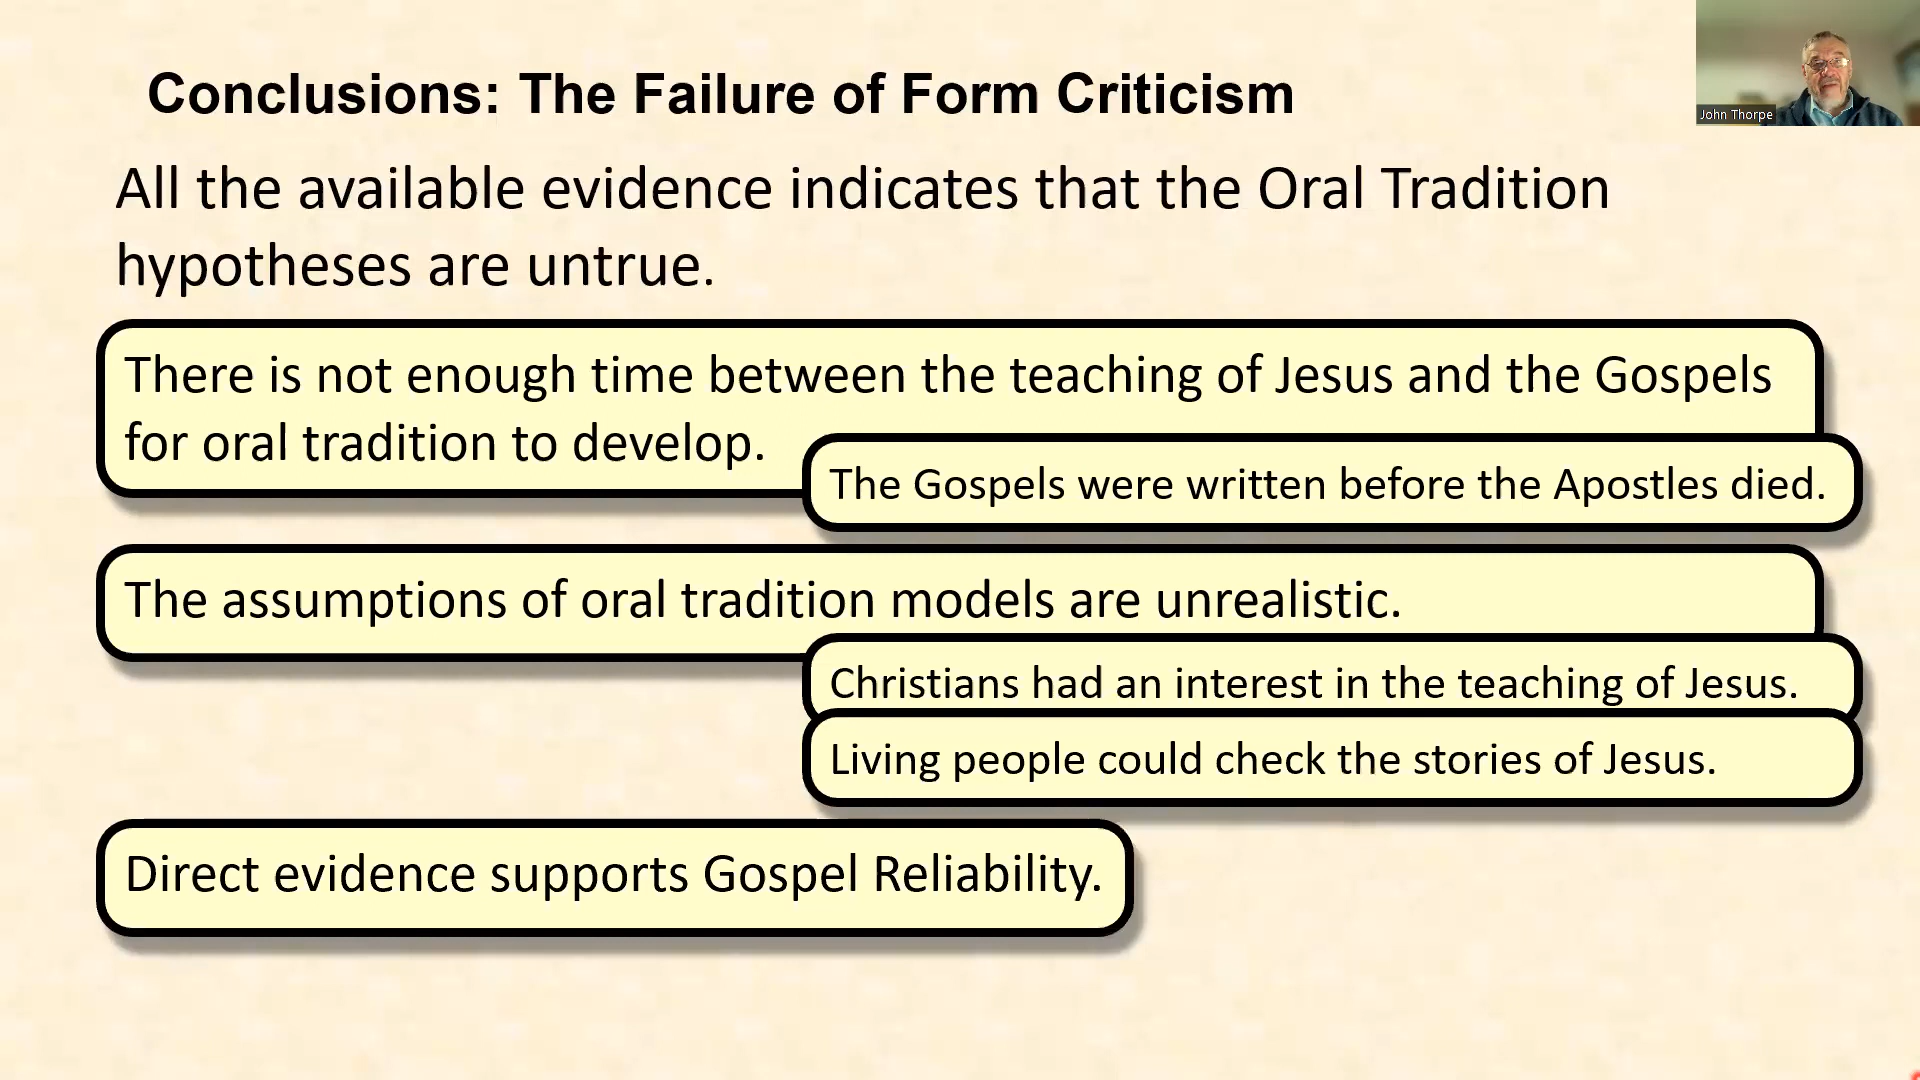 Conclusions: The Failure of Form Criticism
John Thorpe
All the available evidence indicates that the Oral Tradition
hypotheses are untrue.
There is not enough time between the teaching of Jesus and the Gospels
for oral tradition to develop.
The Gospels were written before the Apostles died.
The assumptions of oral tradition models are unrealistic.
Christians had an interest in the teaching of Jesus.
Living people could check the stories of Jesus.
Direct evidence supports Gospel Reliability.